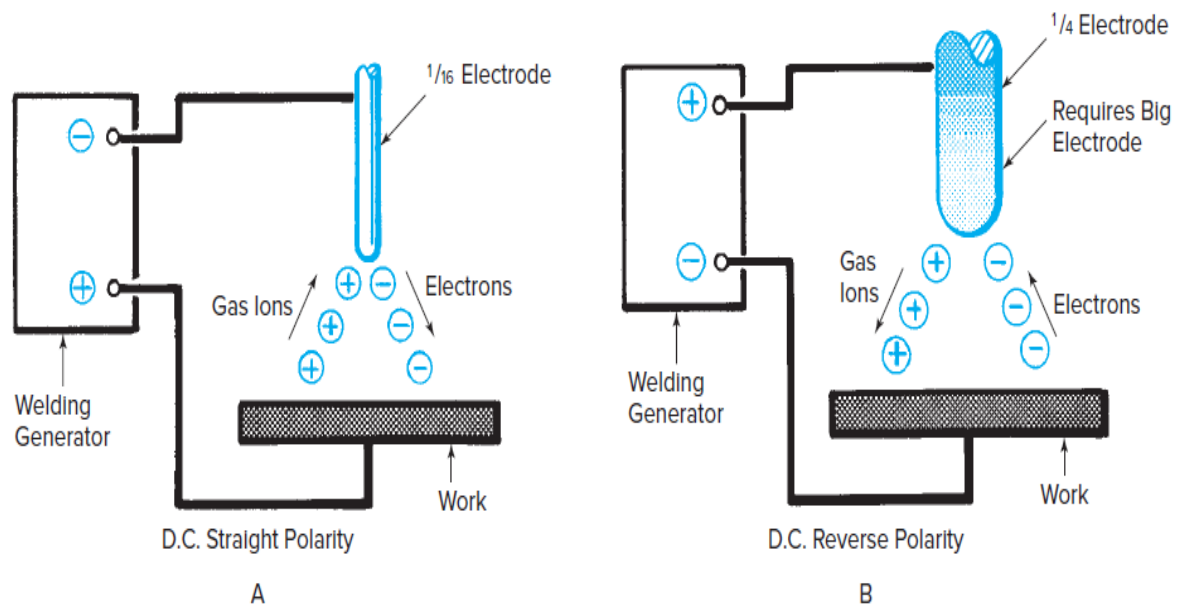 1/16 Electrode
Gas Ions
Electrons
Welding
Generator
Work
D.C. Straight Polarity
A
1/4 Electrode
Requires Big
Electrode
Gas
Ions
Electrons
Welding
Generator
Work
D.C. Reverse Polarity
B